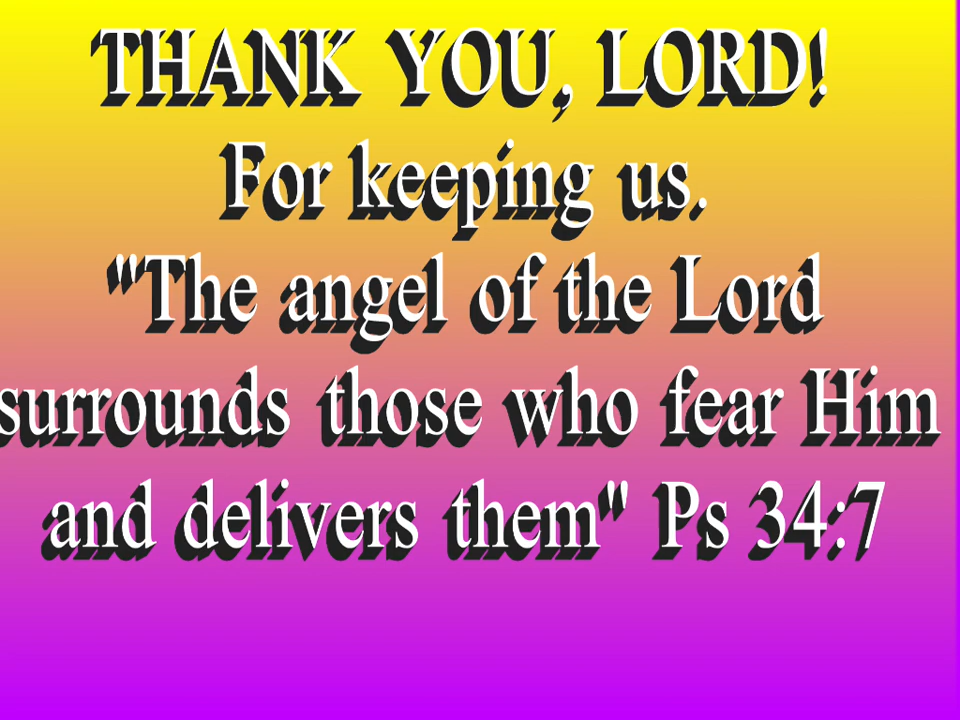 THANK YOU, LORD!
For keeping us.
"The angel of the Lord
surrounds those who fear Him
and delivers them" Ps 34:7